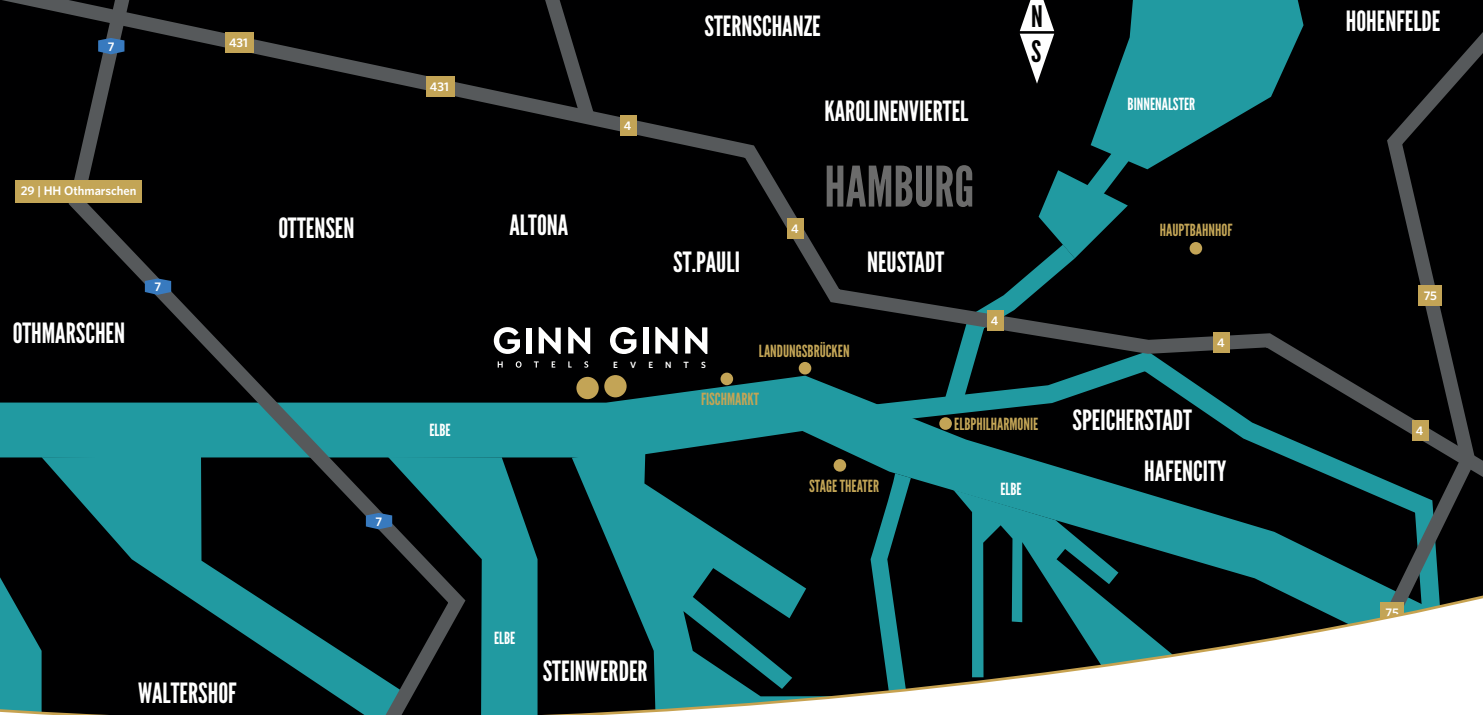 STERNSCHANZE
N
S
HOHENFELDE
7
431
431
4
KAROLINENVIERTEL
BINNENALSTER
HAMBURG
29 | HH Othmarschen
OTTENSEN
ALTONA
4
HAUPTBAHNHOF
ST.PAULI
NEUSTADT
7
75
4
4
OTHMARSCHEN
GINN GINN
HOTELS EVENTS
LANDUNGSBRÜCKEN
FISCHMARKT
ELBE
ELBPHILHARMONIE
SPEICHERSTADT
4
HAFENCITY
STAGE THEATER
ELBE
7
75
ELBE
STEINWERDER
WALTERSHOF